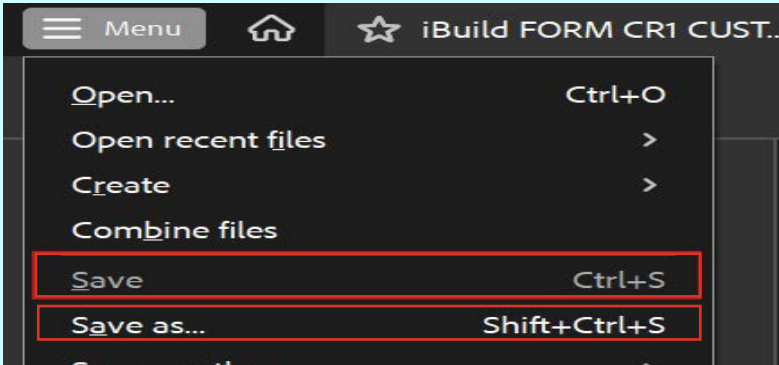 Menu
iBuild FORM CR1 CUST...
Open... Ctrl+O
Open recent files >
Create >
Combine files
Save Ctrl+S
Save as... Shift+Ctrl+S